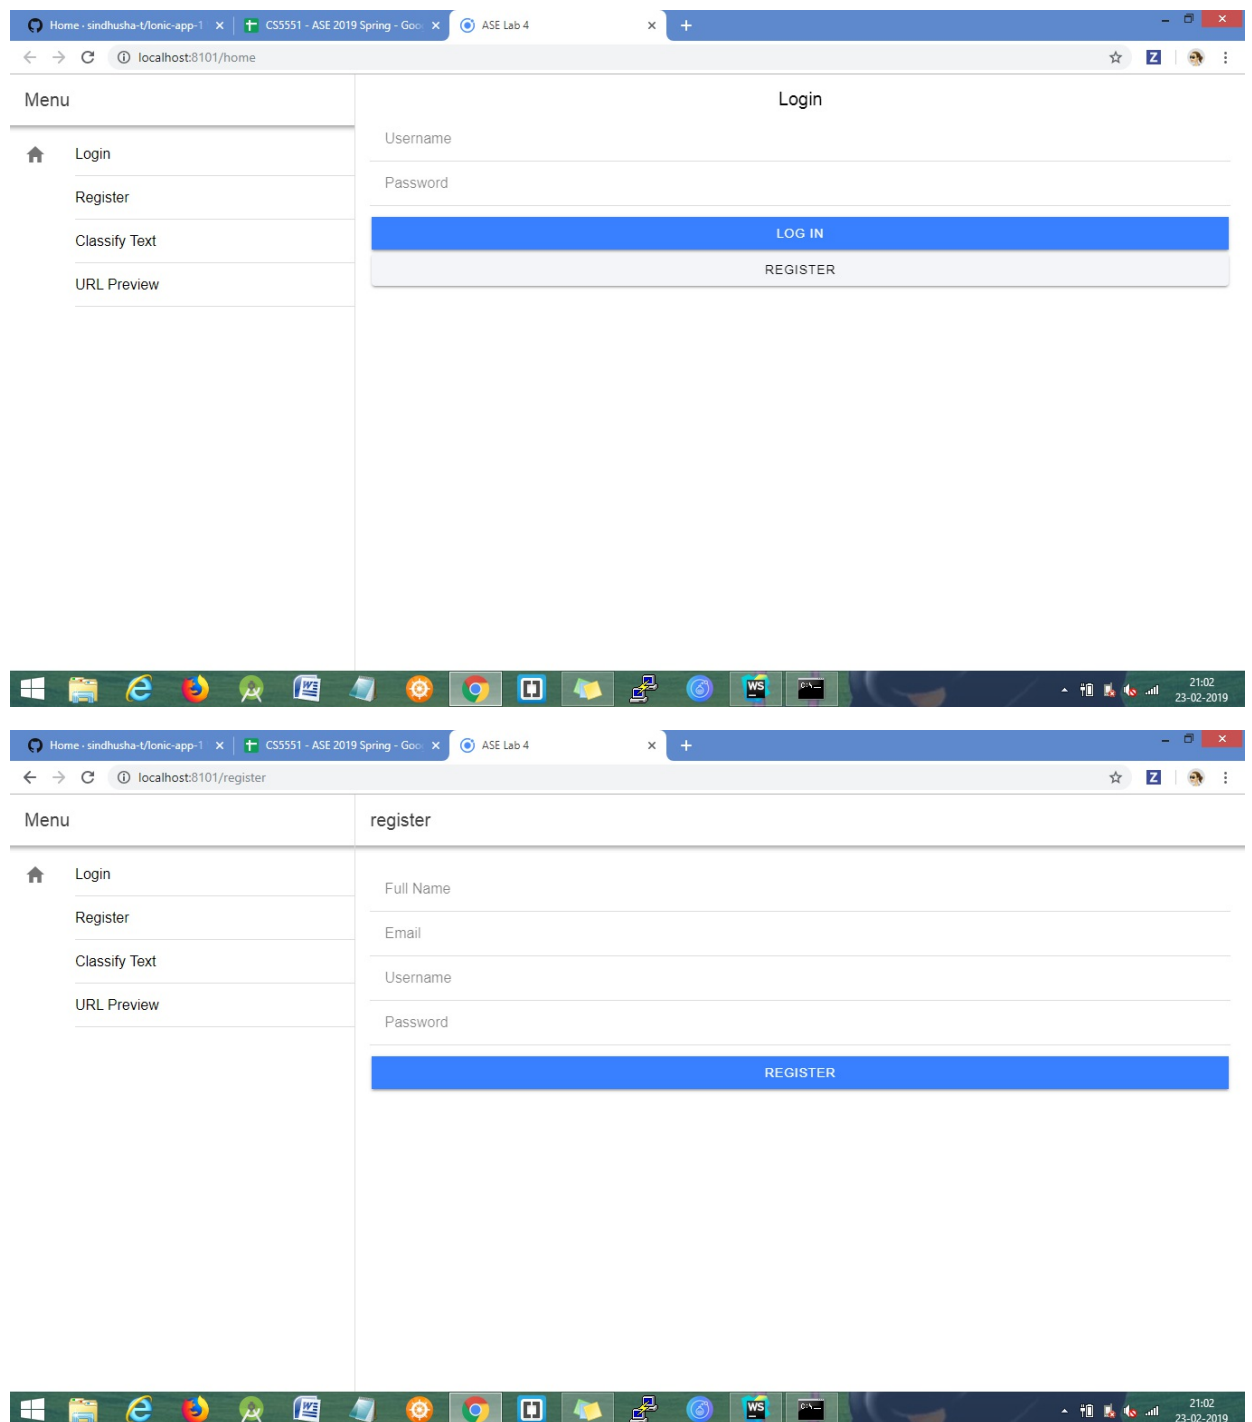 Home · sindhusha-t/Ionic-app-1
CS5551 - ASE 2019 Spring - Goo
ASE Lab 4
localhost:8101/home
Z
Menu
Login
Login
Register
Classify Text
URL Preview
Username
Password
LOG IN
REGISTER
WS
C:\
21:02
23-02-2019
Home · sindhusha-t/Ionic-app-1
CS5551 - ASE 2019 Spring - Goo
ASE Lab 4
localhost:8101/register
Z
Menu
register
Login
Register
Classify Text
URL Preview
Full Name
Email
Username
Password
REGISTER
WS
C:\
21:02
23-02-2019